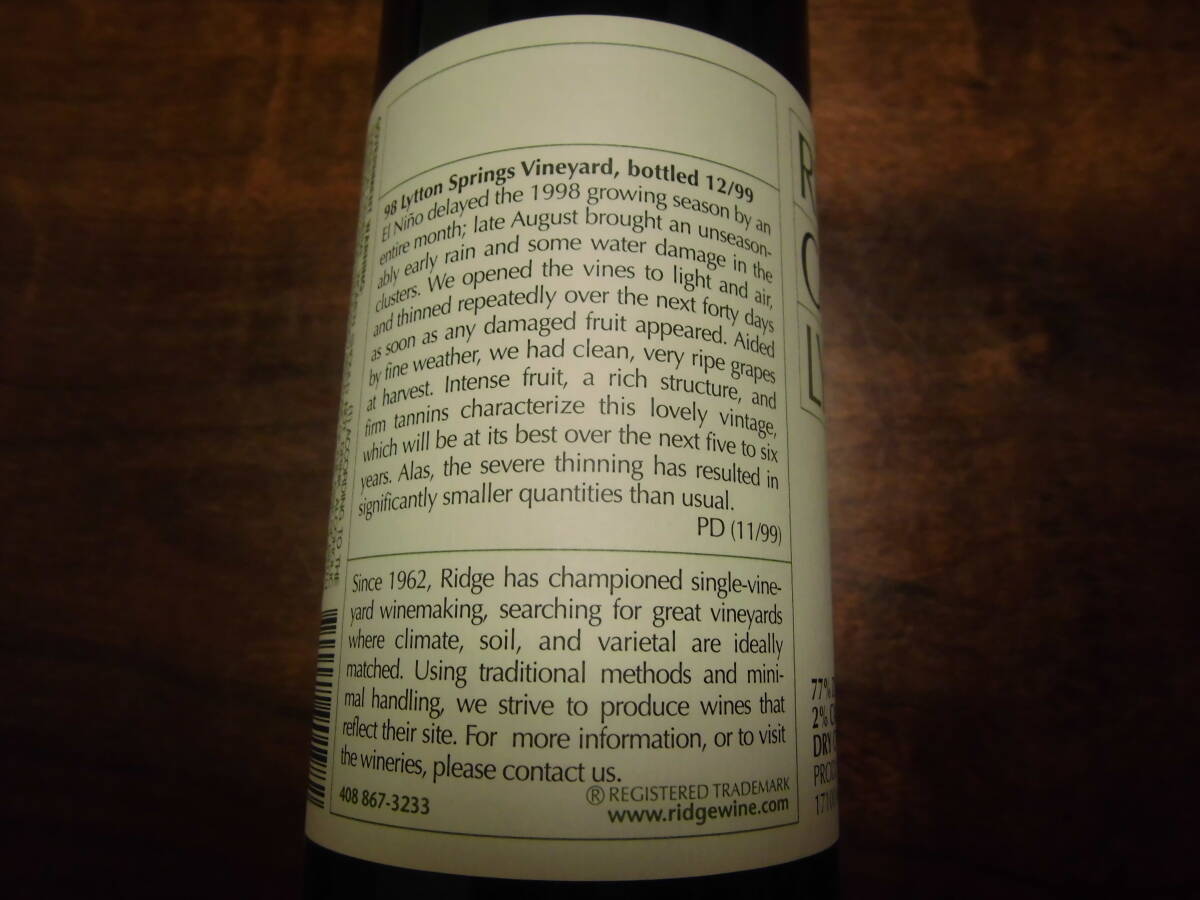 98 Lytton Springs Vineyard, bottled 12/99
El Niño delayed the 1998 growing season by an
entire month; late August brought an unseason-
ably early rain and some water damage in the
clusters. We opened the vines to light and air,
and thinned repeatedly over the next forty days
as soon as any damaged fruit appeared. Aided
by fine weather, we had clean, very ripe grapes
at harvest. Intense fruit, a rich structure, and
firm tannins characterize this lovely vintage,
which will be at its best over the next five to six
years. Alas, the severe thinning has resulted in
significantly smaller quantities than usual.
PD (11/99)
Since 1962, Ridge has championed single-vine-
yard winemaking, searching for great vineyards
where climate, soil, and varietal are ideally
matched. Using traditional methods and mini-
mal handling, we strive to produce wines that
reflect their site. For more information, or to visit
the wineries, please contact us.
408 867-3233
® REGISTERED TRADEMARK
www.ridgewine.com
77%
2%
DRY